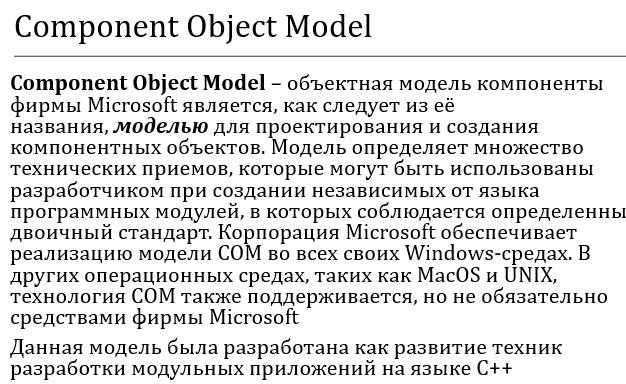 Component Object Model
Component Object Model – объектная модель компоненты
фирмы Microsoft является, как следует из её
названия, моделью для проектирования и создания
компонентных объектов. Модель определяет множество
технических приемов, которые могут быть использованы
разработчиком при создании независимых от языка
программных модулей, в которых соблюдается определенны
двоичный стандарт. Корпорация Microsoft обеспечивает
реализацию модели COM во всех своих Windows-средах. В
других операционных средах, таких как MacOS и UNIX,
технология COM также поддерживается, но не обязательно
средствами фирмы Microsoft
Данная модель была разработана как развитие техник
разработки модульных приложений на языке C++